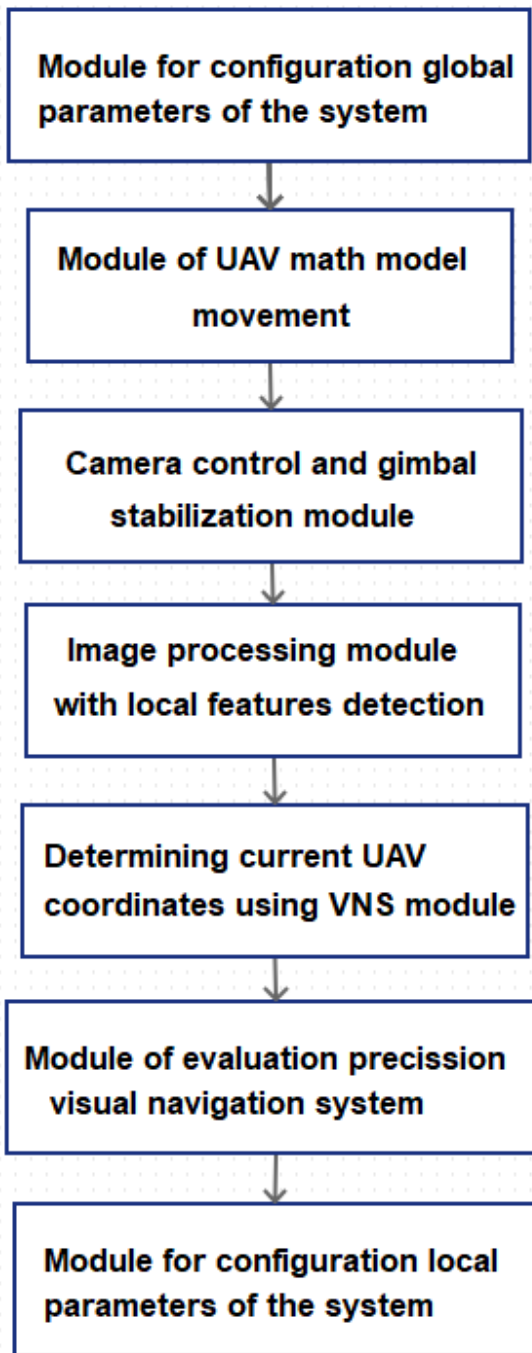 Module for configuration global
parameters of the system
Module of UAV math model
movement
Camera control and gimbal
stabilization module
Image processing module
with local features detection
Determining current UAV
coordinates using VNS module
Module of evaluation precission
visual navigation system
Module for configuration local
parameters of the system